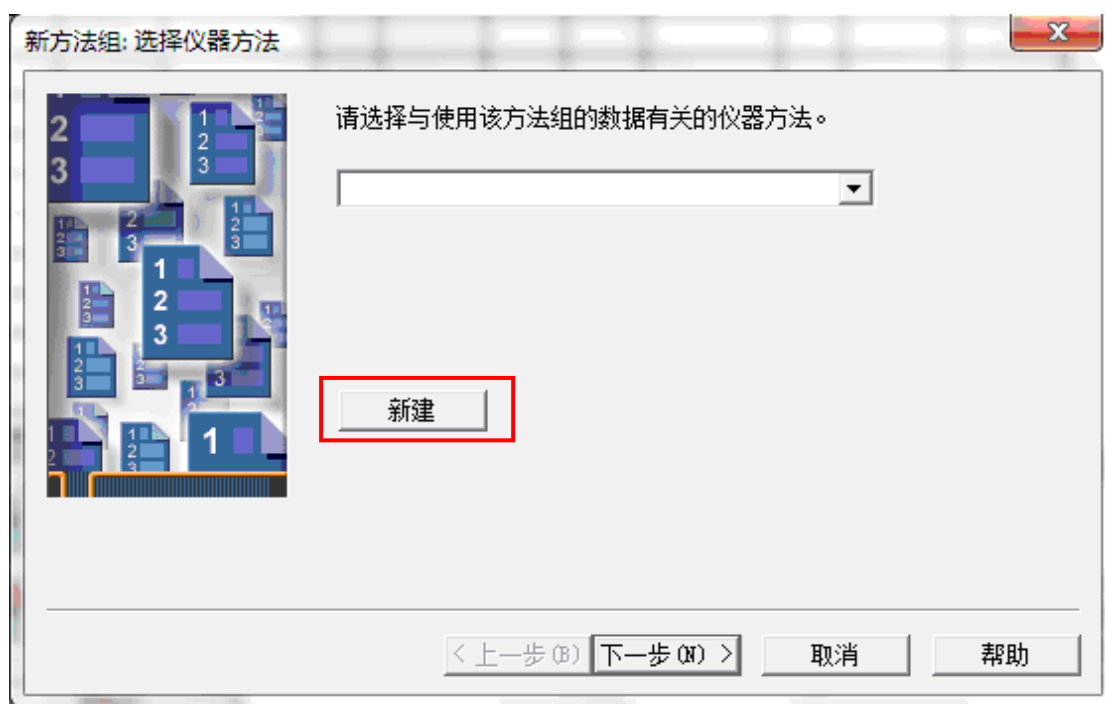 新方法组: 选择仪器方法
请选择与使用该方法组的数据有关的仪器方法。
新建
< 上一步(B) 下一步(N) > 取消 帮助